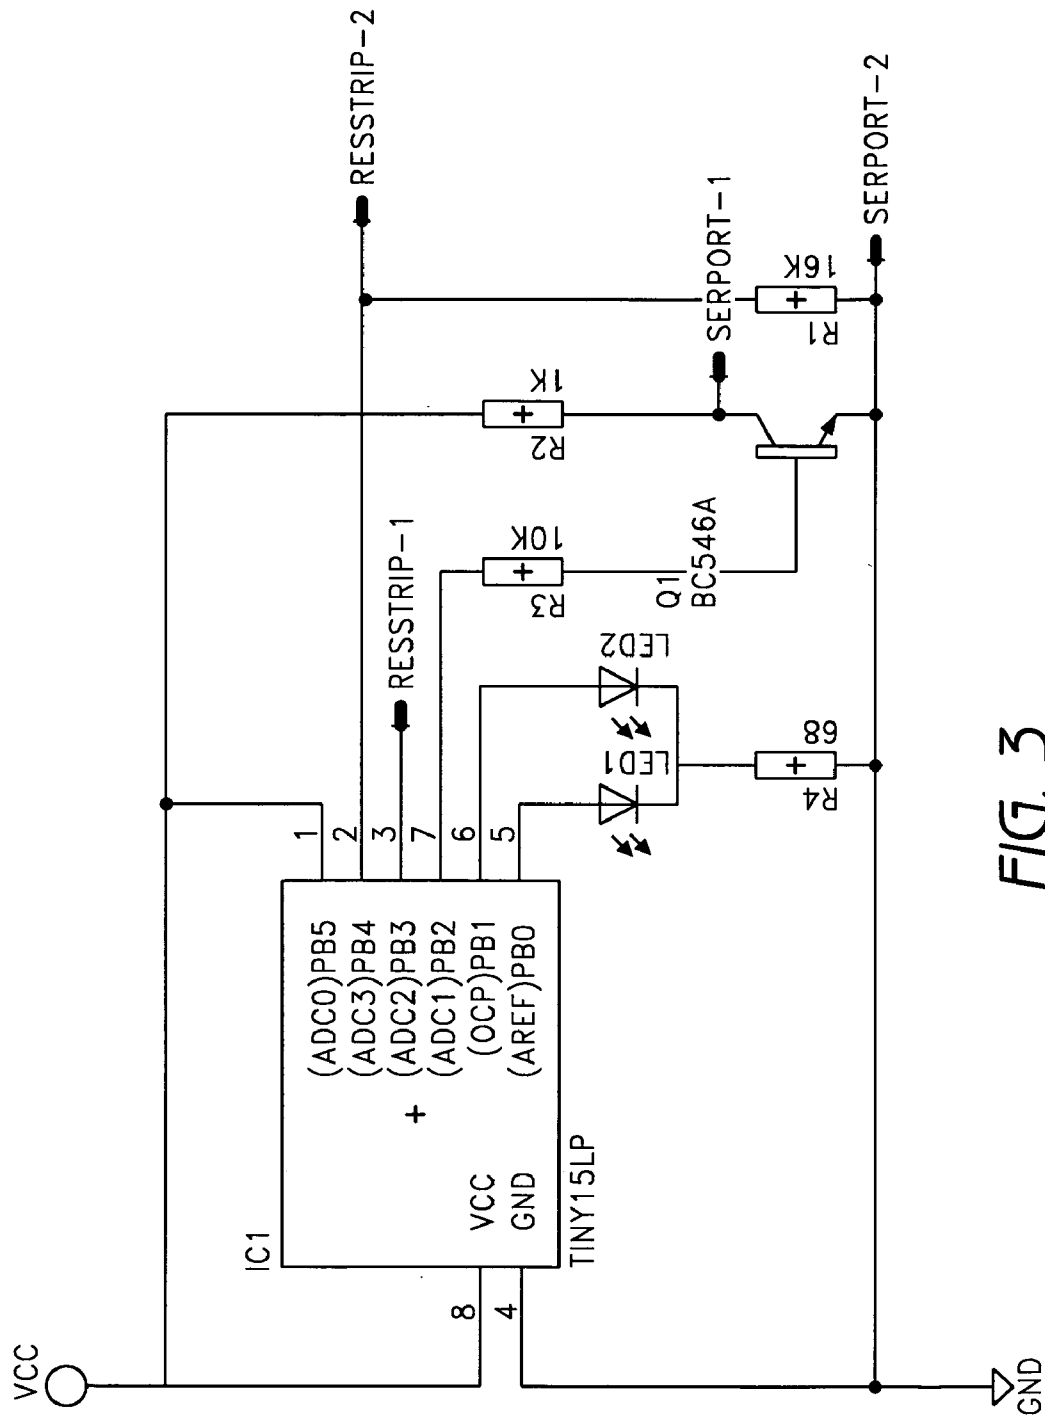 VCC
IC1
8
4
VCC
GND
TINY15LP
(ADC0)PB5
(ADC3)PB4
(ADC2)PB3
(ADC1)PB2
(OCP)PB1
(AREF)PB0
1
2
3
7
6
5
RESSTRIP-1
RESSTRIP-2
LED1
LED2
R4
68
R3
10K
Q1
BC546A
R2
1K
SERPORT-1
R1
16K
SERPORT-2
GND
FIG. 3